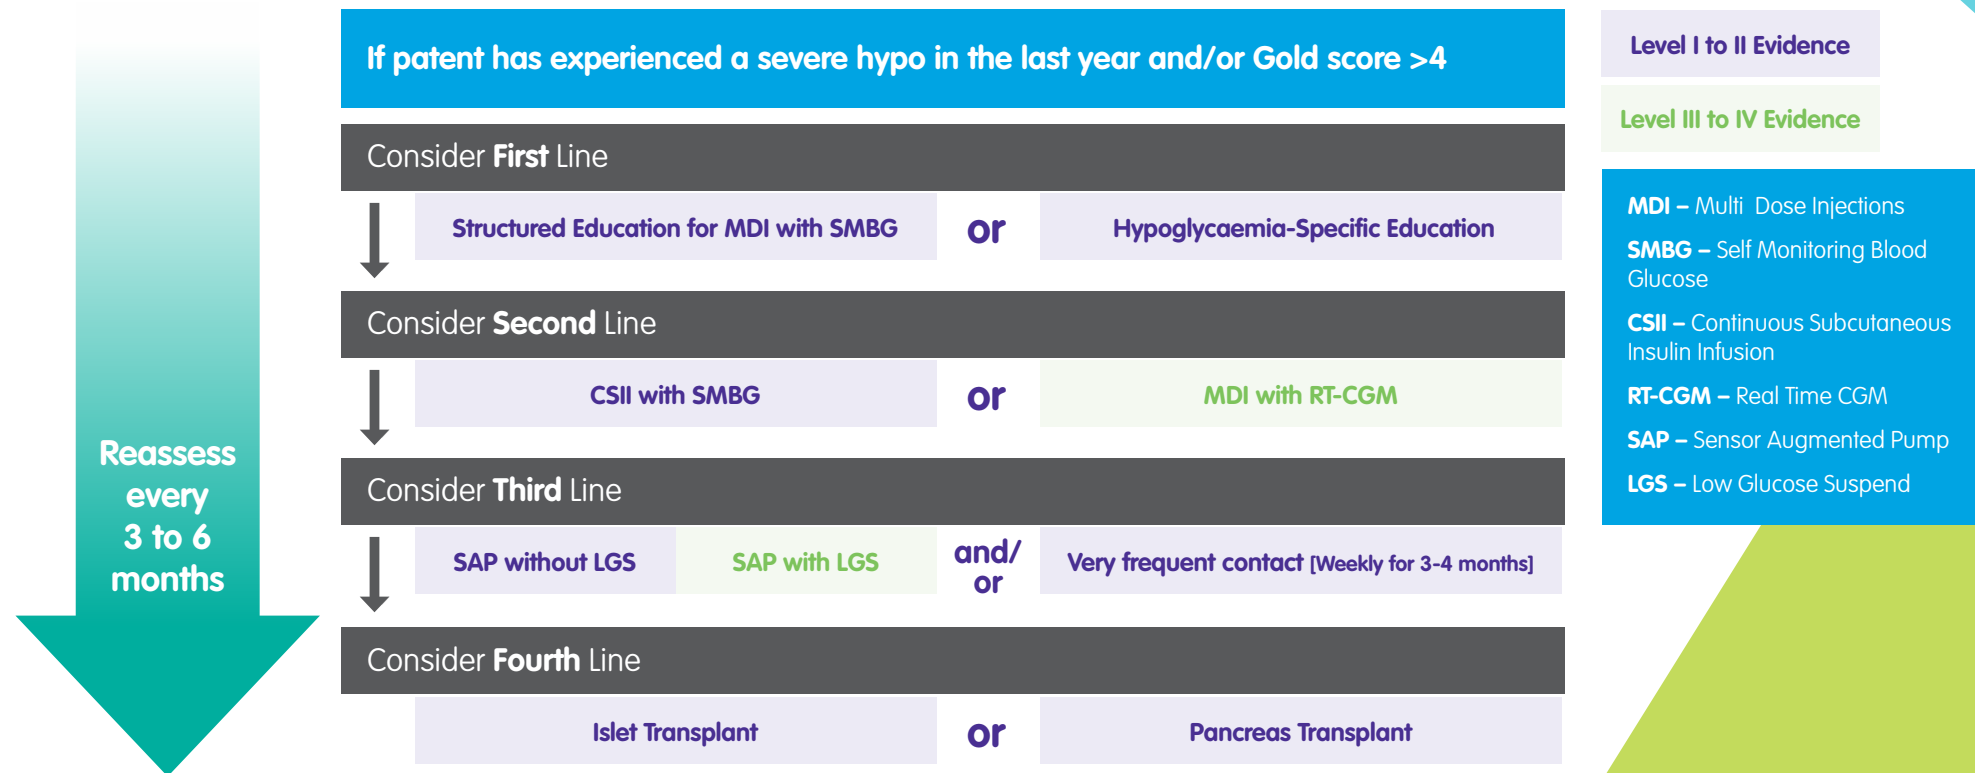 If patent has experienced a severe hypo in the last year and/or Gold score >4
Consider First Line
Structured Education for MDI with SMBG
or
Hypoglycaemia-Specific Education
Consider Second Line
CSII with SMBG
or
MDI with RT-CGM
Consider Third Line
SAP without LGS
SAP with LGS
and/
or
Very frequent contact [Weekly for 3-4 months]
Consider Fourth Line
Islet Transplant
or
Pancreas Transplant
Reassess
every
3 to 6
months
Level I to II Evidence
Level III to IV Evidence
MDI – Multi Dose Injections
SMBG – Self Monitoring Blood
Glucose
CSII – Continuous Subcutaneous
Insulin Infusion
RT-CGM – Real Time CGM
SAP – Sensor Augmented Pump
LGS – Low Glucose Suspend